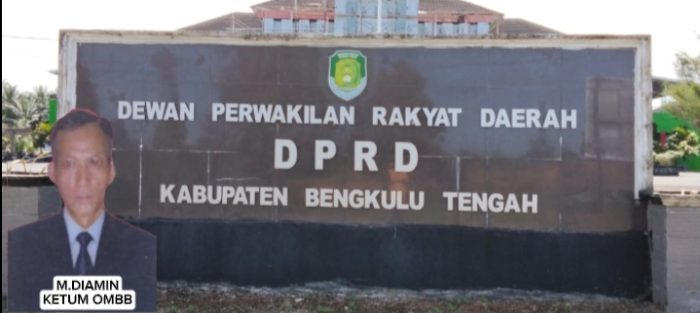 DEWAN PERWAKILAN RAKYAT DAERAH
DPRD
KABUPATEN BENGKULU TENGAH
M.DIAMIN
KETUM OMBB